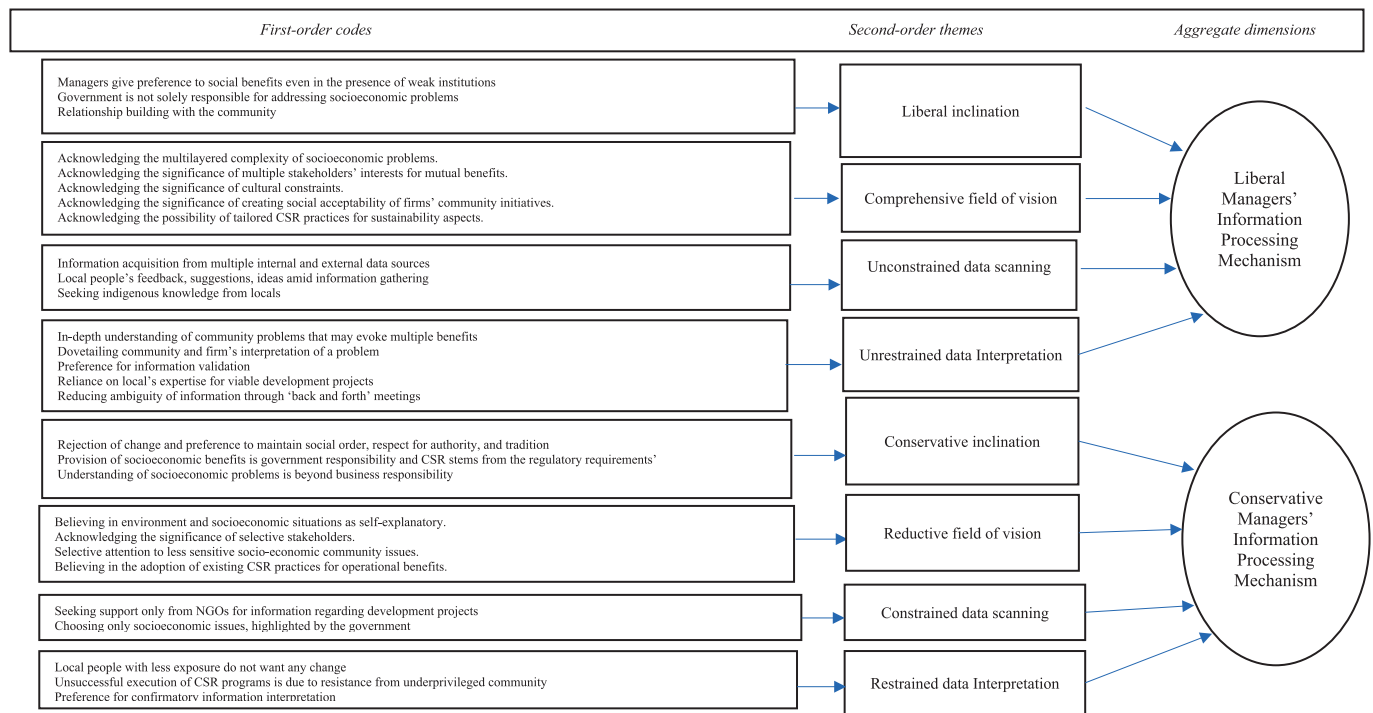 First-order codes
Second-order themes
Aggregate dimensions
Managers give preference to social benefits even in the presence of weak institutions
Government is not solely responsible for addressing socioeconomic problems
Relationship building with the community
Liberal inclination
Acknowledging the multilayered complexity of socioeconomic problems.
Acknowledging the significance of multiple stakeholders' interests for mutual benefits.
Acknowledging the significance of cultural constraints.
Acknowledging the significance of creating social acceptability of firms' community initiatives.
Acknowledging the possibility of tailored CSR practices for sustainability aspects.
Comprehensive field of vision
Information acquisition from multiple internal and external data sources
Local people's feedback, suggestions, ideas amid information gathering
Seeking indigenous knowledge from locals
Unconstrained data scanning
In-depth understanding of community problems that may evoke multiple benefits
Dovetailing community and firm's interpretation of a problem
Preference for information validation
Reliance on local's expertise for viable development projects
Reducing ambiguity of information through 'back and forth' meetings
Unrestrained data Interpretation
Liberal
Managers'
Information
Processing
Mechanism
Rejection of change and preference to maintain social order, respect for authority, and tradition
Provision of socioeconomic benefits is government responsibility and CSR stems from the regulatory requirements'
Understanding of socioeconomic problems is beyond business responsibility
Conservative inclination
Believing in environment and socioeconomic situations as self-explanatory.
Acknowledging the significance of selective stakeholders.
Selective attention to less sensitive socio-economic community issues.
Believing in the adoption of existing CSR practices for operational benefits.
Reductive field of vision
Seeking support only from NGOs for information regarding development projects
Choosing only socioeconomic issues, highlighted by the government
Constrained data scanning
Local people with less exposure do not want any change
Unsuccessful execution of CSR programs is due to resistance from underprivileged community
Preference for confirmatory information interpretation
Restrained data Interpretation
Conservative
Managers'
Information
Processing
Mechanism